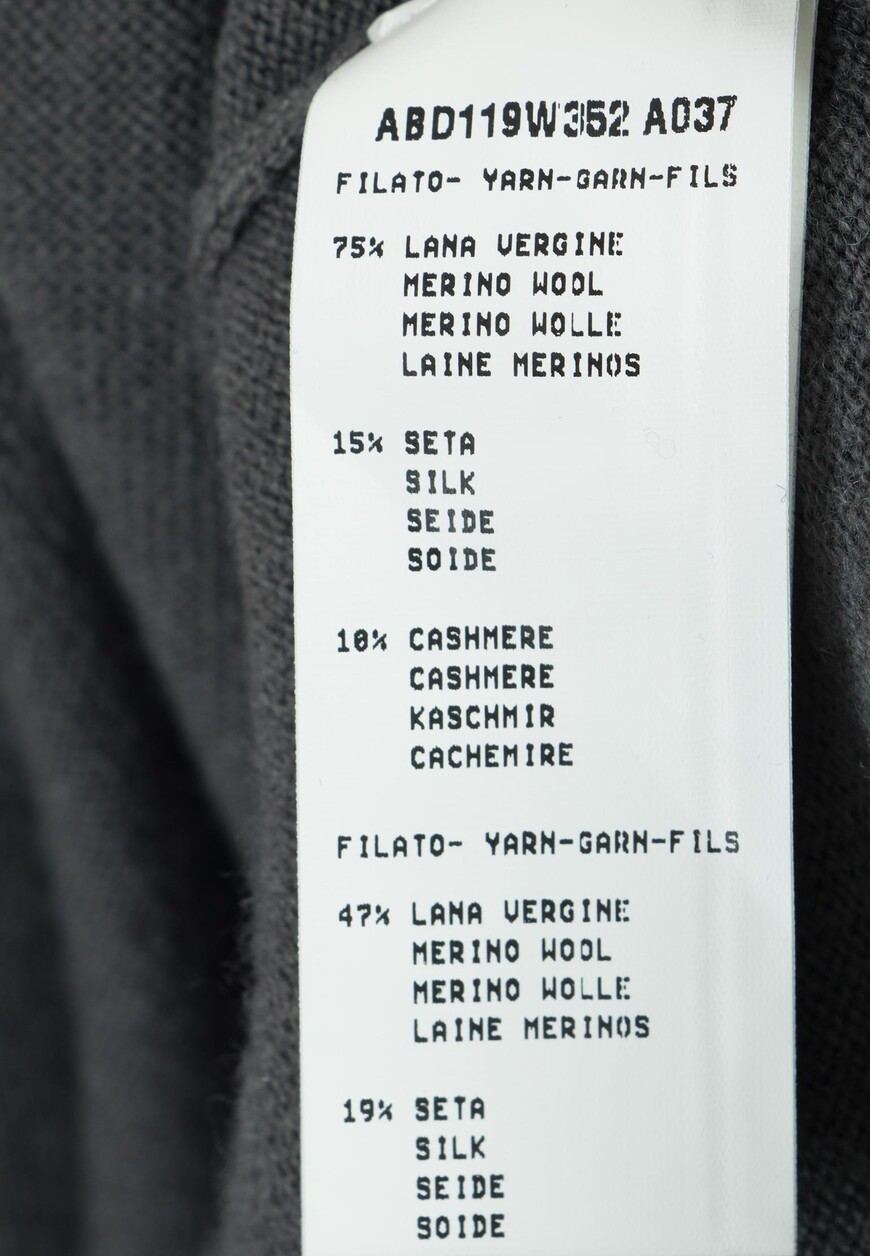 ABD119W352 A037
FILATO- YARN-GARN-FILS
75% LANA VERGINE
MERINO WOOL
MERINO WOLLE
LAINE MERINOS
15% SETA
SILK
SEIDE
SOIDE
10% CASHMERE
CASHMERE
KASCHMIR
CACHEMIRE
FILATO- YARN-GARN-FILS
47% LANA VERGINE
MERINO WOOL
MERINO WOLLE
LAINE MERINOS
19% SETA
SILK
SEIDE
SOIDE